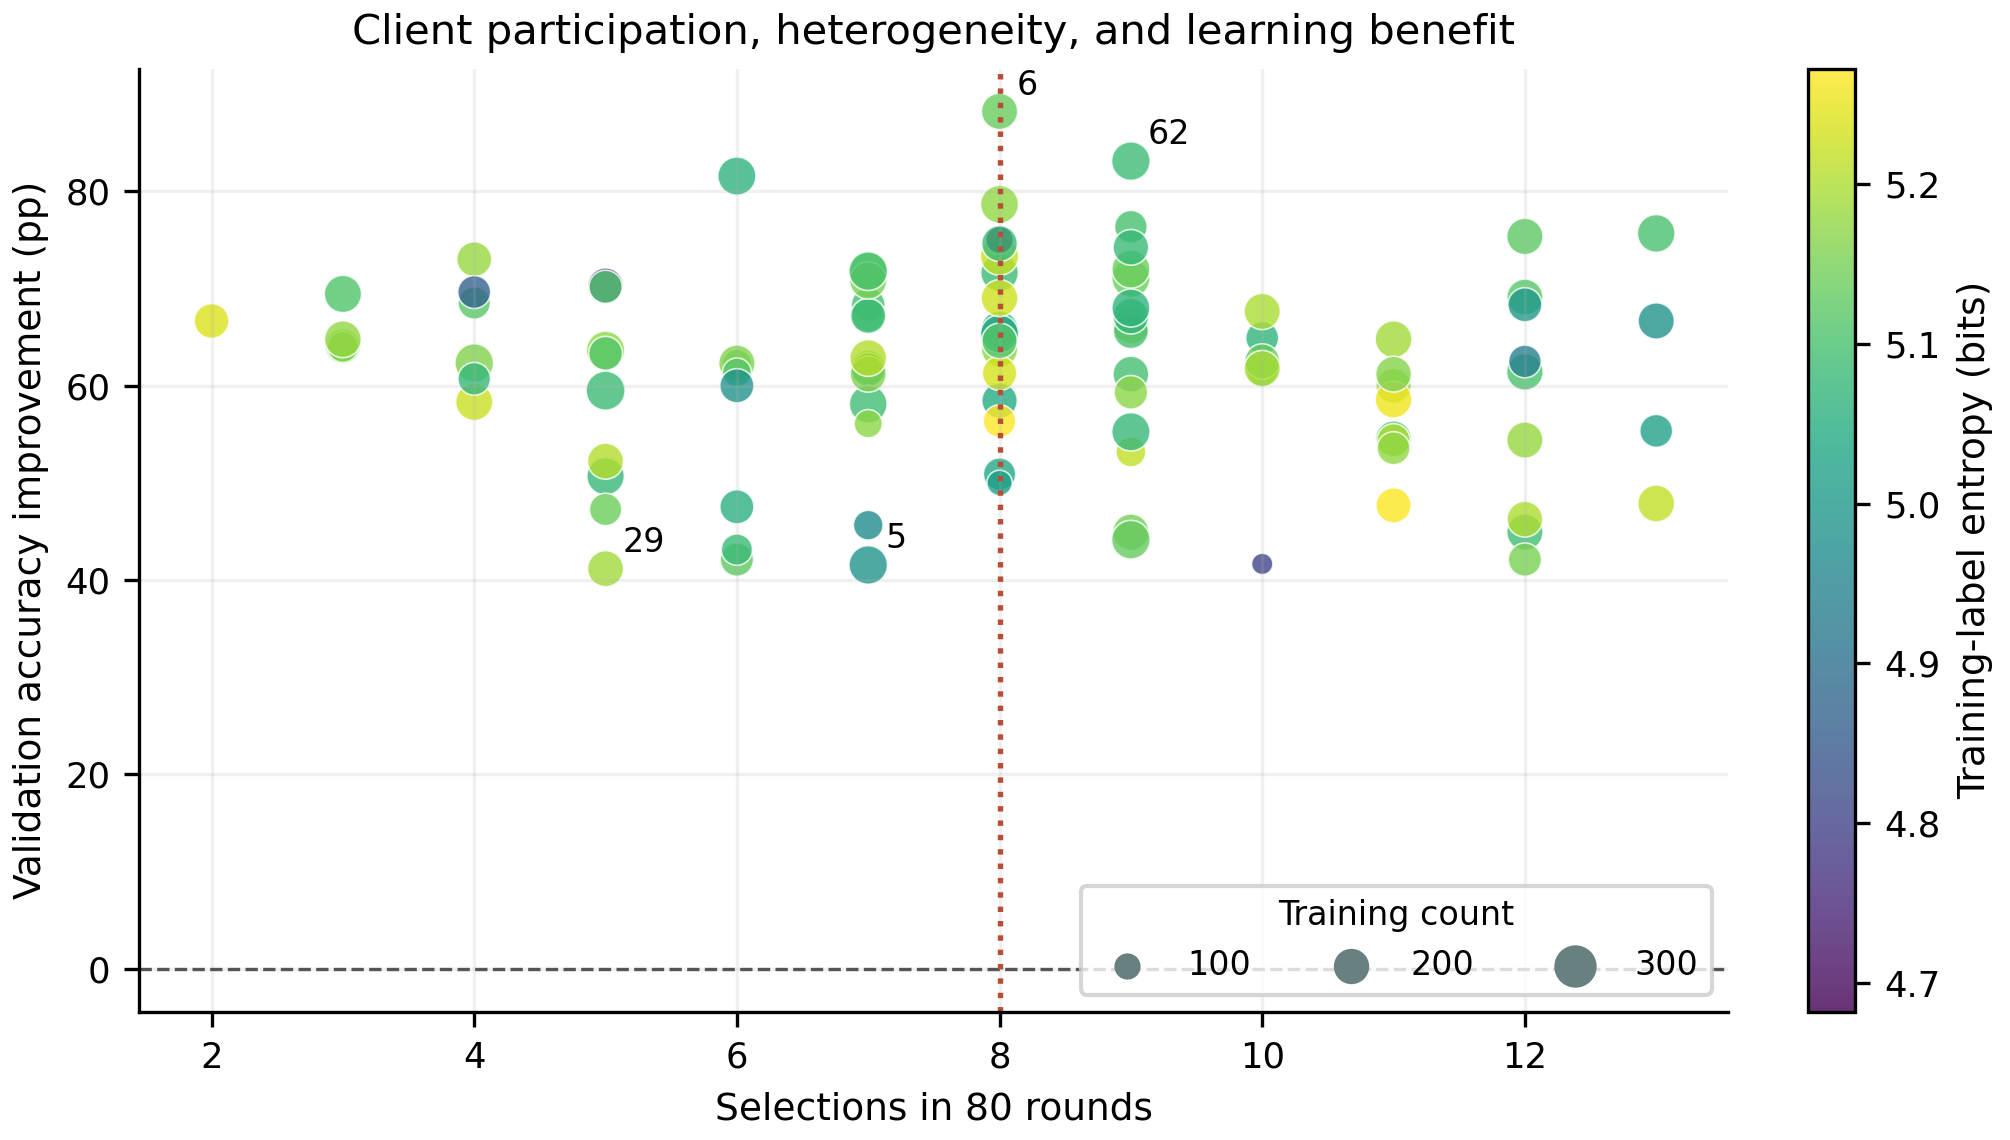 Client participation, heterogeneity, and learning benefit
Validation accuracy improvement (pp)
80
60
40
20
0
6
62
29
5
Training count
100 200 300
2 4 6 8 10 12
Selections in 80 rounds
5.2
5.1
5.0
4.9
4.8
4.7
Training-label entropy (bits)